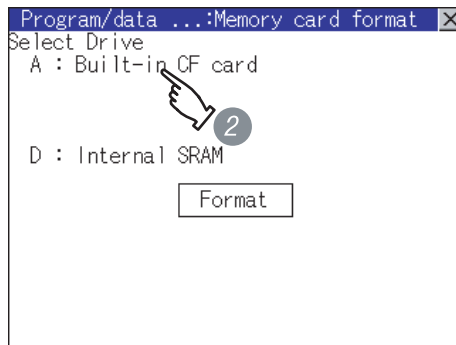 Program/data ...:Memory card format
Select Drive
A : Built-in CF card
2
D : Internal SRAM
Format